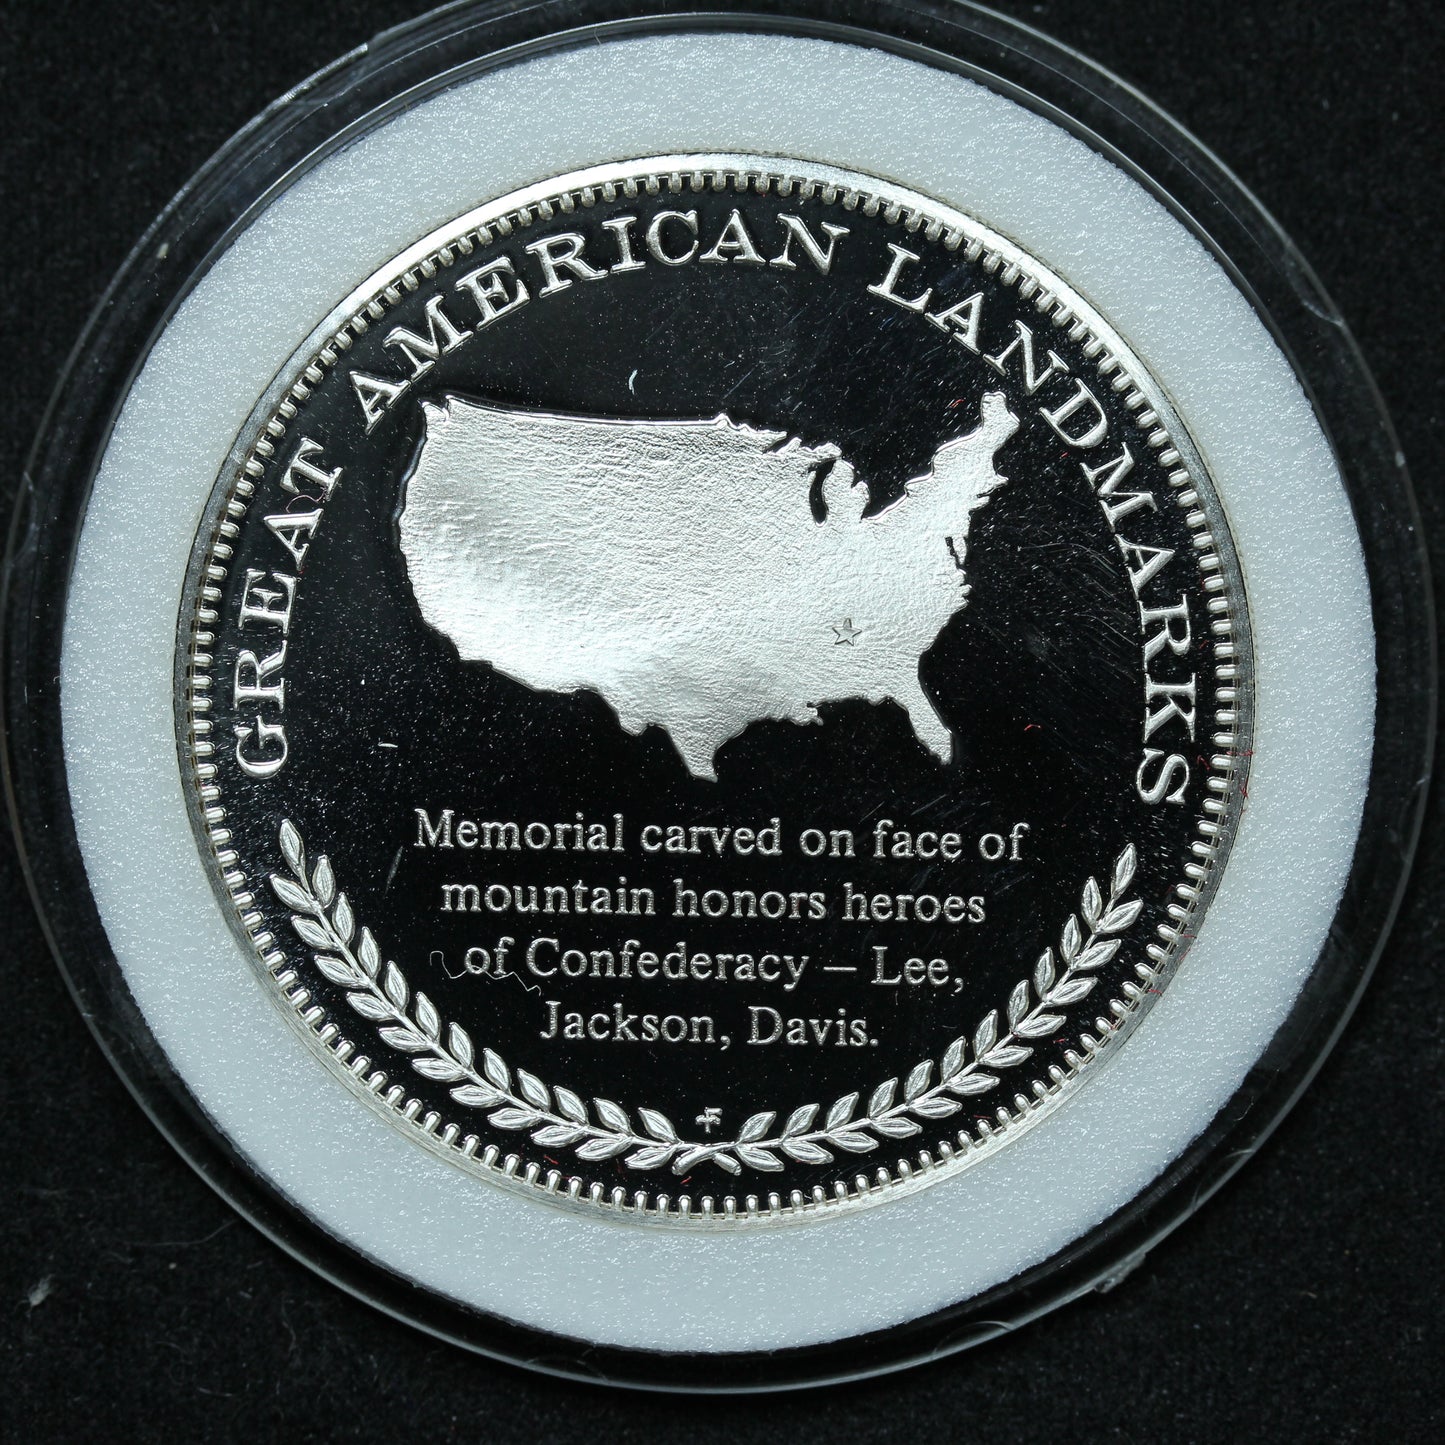 GREAT AMERICAN LANDMARKS
Memorial carved on face of
mountain honors heroes
of Confederacy – Lee,
Jackson, Davis.